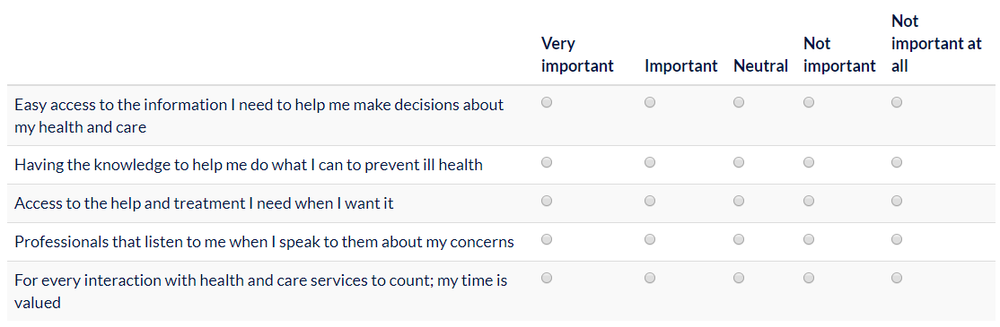 Very important
Important
Neutral
Not important
Not important at all
Easy access to the information I need to help me make decisions about
my health and care
Having the knowledge to help me do what I can to prevent ill health
Access to the help and treatment I need when I want it
Professionals that listen to me when I speak to them about my concerns
For every interaction with health and care services to count; my time is
valued